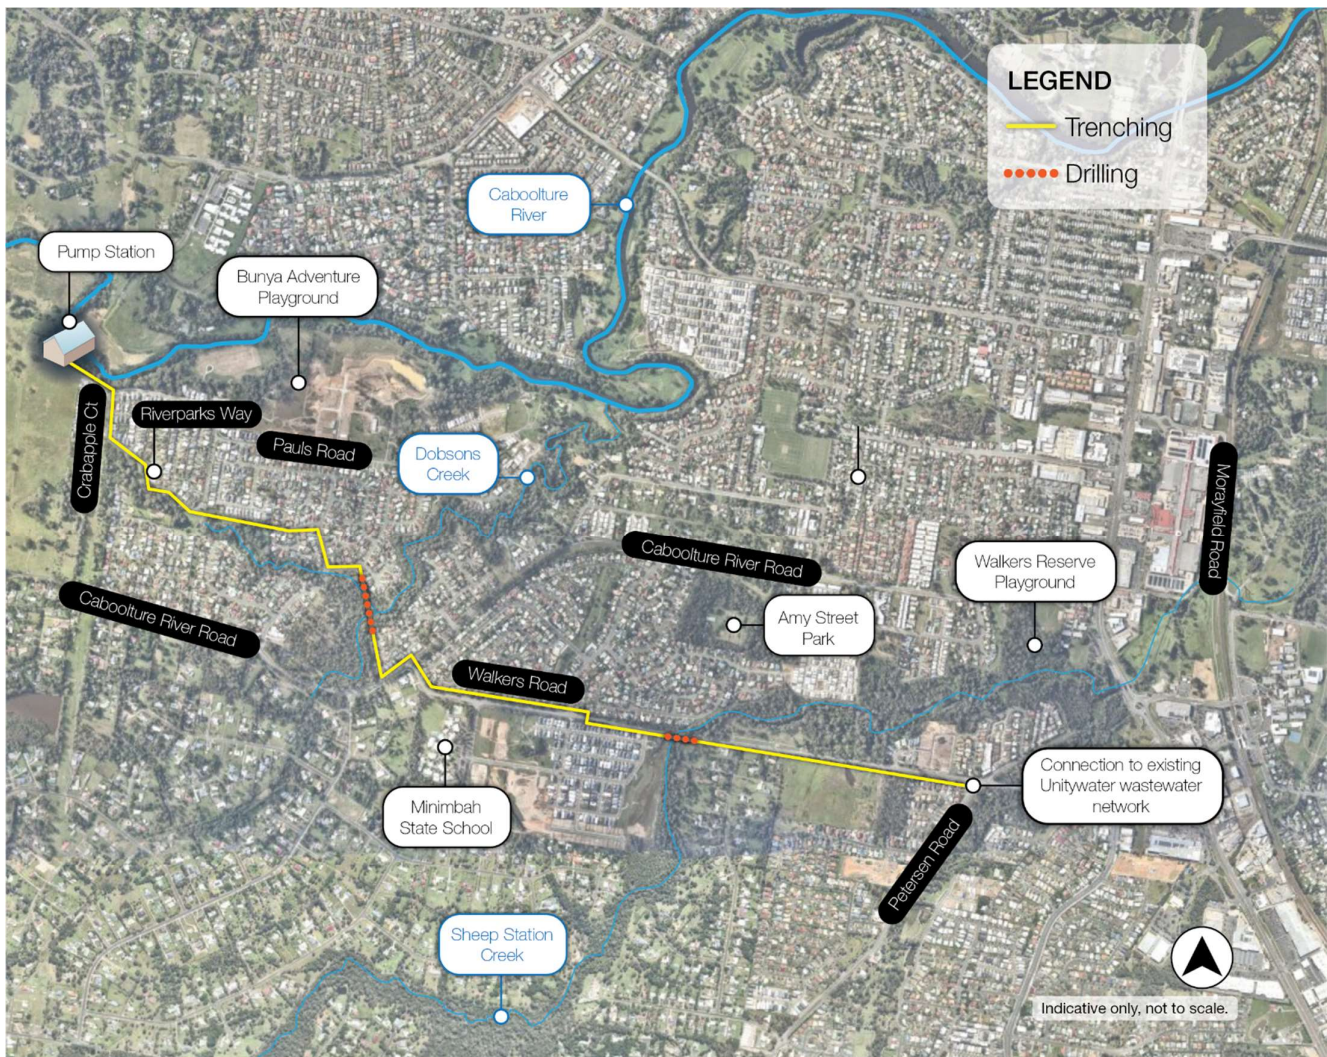 LEGEND
Trenching
Drilling
Caboolture
River
Pump Station
Bunya Adventure
Playground
Riverparks Way
Crabapple Ct
Pauls Road
Dobsons
Creek
Morayfield Road
Caboolture River Road
Walkers Reserve
Playground
Caboolture River Road
Amy Street
Park
Walkers Road
Minimbah
State School
Connection to existing
Unitywater wastewater
network
Petersen Road
Sheep Station
Creek
Indicative only, not to scale.